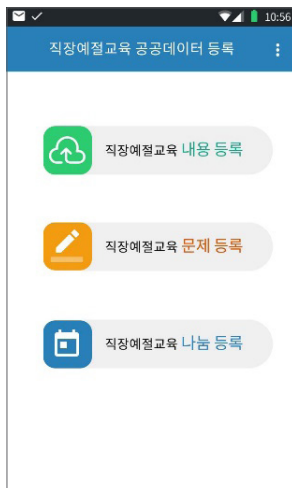 10:56
직장예절교육 공공데이터 등록
직장예절교육 내용 등록
직장예절교육 문제 등록
직장예절교육 나눔 등록